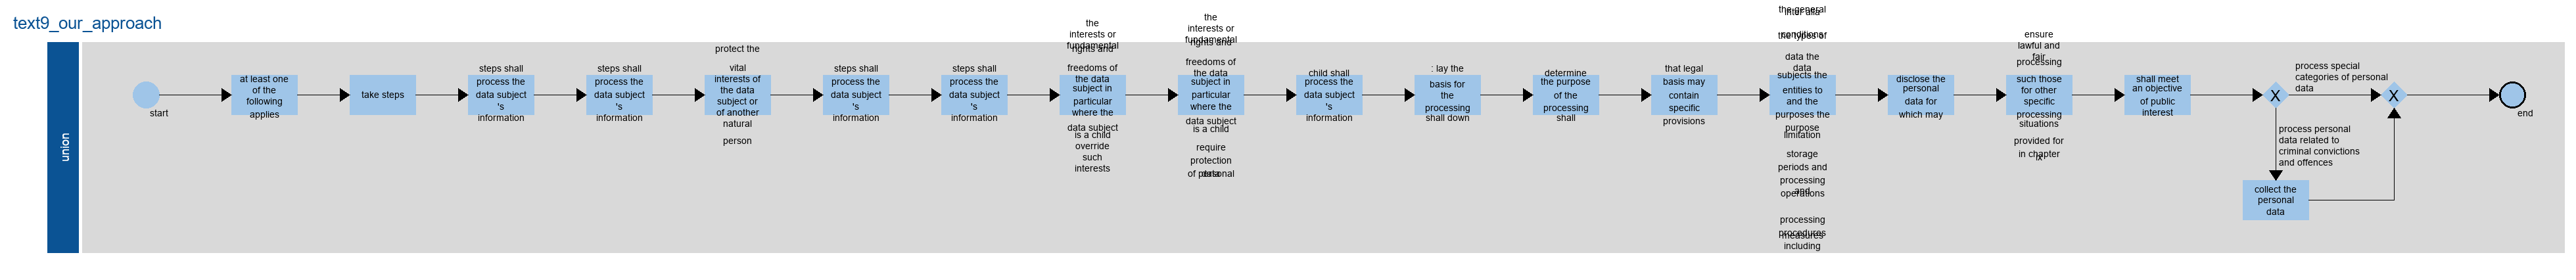 text9_our_approach
union
start
at least one
of the
following
applies
take steps
steps shall
process the
data subject
's
information
steps shall
process the
data subject
's
information
protect the
vital
interests of
the data
subject or
of another
natural
person
steps shall
process the
data subject
's
information
steps shall
process the
data subject
's
information
the
interests or
fundamental
rights and
freedoms of
the data
subject in
particular
where the
data subject
is a child
override
such
interests
the
interests or
fundamental
rights and
freedoms of
the data
subject in
particular
where the
data subject
is a child
require
protection
of personal
data
child shall
process the
data subject
's
information
: lay the
basis for
the
processing
shall down
determine
the purpose
of the
processing
shall
that legal
basis may
contain
specific
provisions
the general
inter alia
conditions
the types of
data the
data
subjects the
entities to
and the
purposes the
purpose
limitation
storage
periods and
processing
and
operations
processing
procedures
measures
including
disclose the
personal
data for
which may
ensure
lawful and
fair
processing
such those
for other
specific
processing
situations
provided for
in chapter
ix
shall meet
an objective
of public
interest
X
process special
categories of personal
data
process personal
data related to
criminal convictions
and offences
collect the
personal
data
X
end